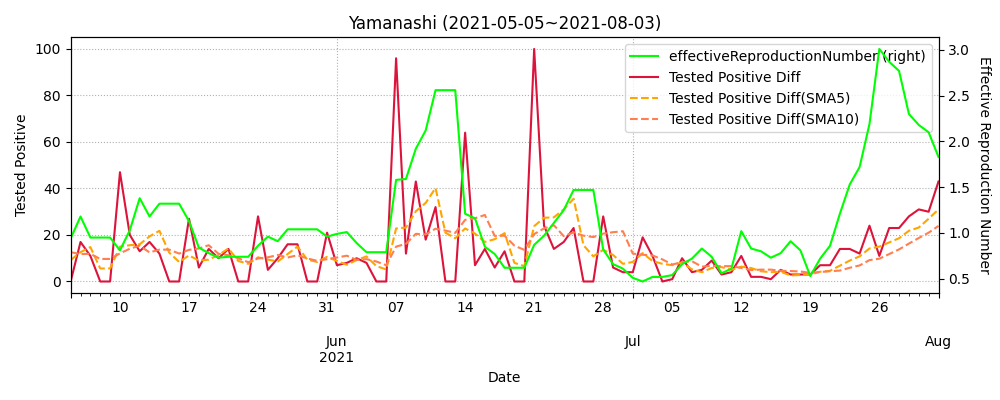 Yamanashi (2021-05-05~2021-08-03)
effectiveReproductionNumber (right)
Tested Positive Diff
Tested Positive Diff(SMA5)
Tested Positive Diff(SMA10)
Tested Positive
100
80
60
40
20
0
3.0
2.5
2.0
1.5
1.0
0.5
Effective Reproduction Number
10 17 24 31 07 14 21 28 05 12 19 26
Jun Jul Aug
2021
Date